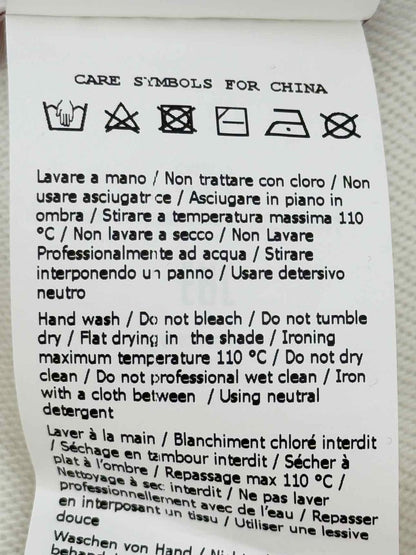 CARE SYMBOLS FOR CHINA
Lavare a mano / Non trattare con cloro / Non
usare asciugatrice / Asciugare in piano in
ombra / Stirare a temperatura massima 110
°C / Non lavare a secco / Non Lavare
Professionalmente ad acqua / Stirare
interponendo un panno / Usare detersivo
neutro
Hand wash / Do not bleach / Do not tumble
dry / Flat drying in the shade / Ironing
maximum temperature 110 °C / Do not dry
clean / Do not professional wet clean / Iron
with a cloth between / Using neutral
detergent
Laver à la main / Blanchiment chloré interdit
/ Séchage en tambour interdit / Sécher à
plat à l'ombre / Repassage max 110 °C /
Nettoyage à sec interdit / Ne pas laver
professionnellement avec de l'eau / Repasser
en interposant un tissu / Utiliser une lessive
douce
Waschen von Hand /